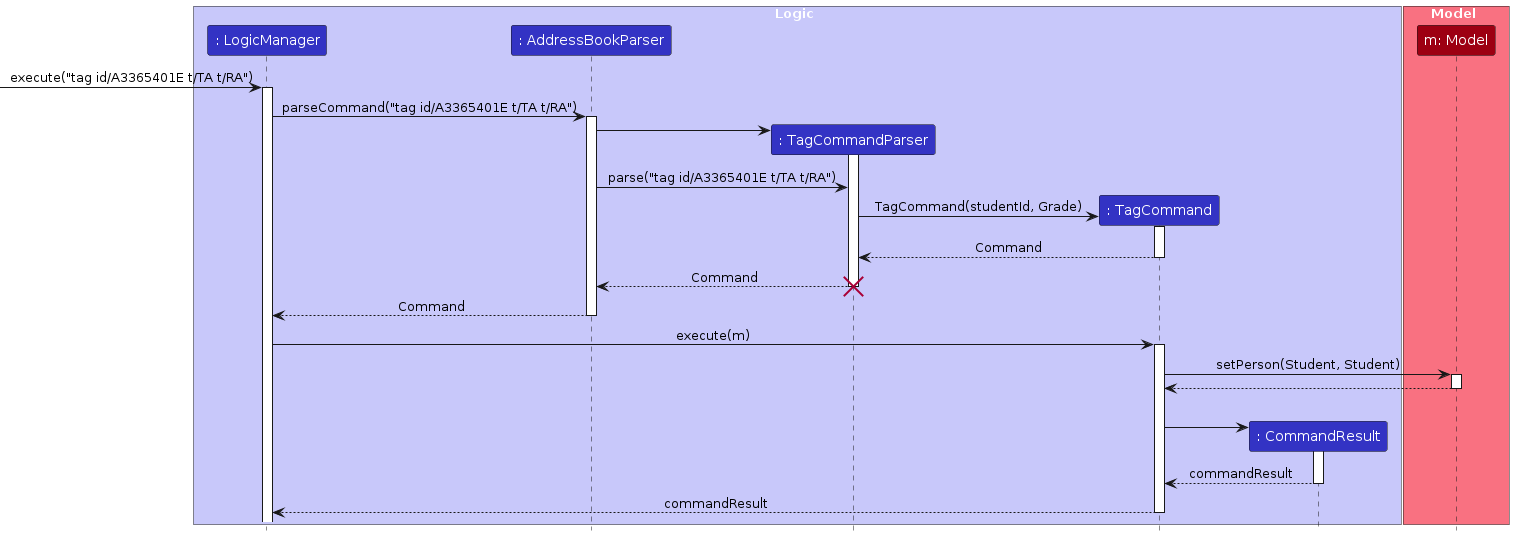 Logic
Model
: LogicManager
: AddressBookParser
m: Model
execute("tag id/A3365401E t/TA t/RA")
parseCommand("tag id/A3365401E t/TA t/RA")
: TagCommandParser
parse("tag id/A3365401E t/TA t/RA")
TagCommand(studentId, Grade)
: TagCommand
Command
Command
Command
execute(m)
setPerson(Student, Student)
: CommandResult
commandResult
commandResult